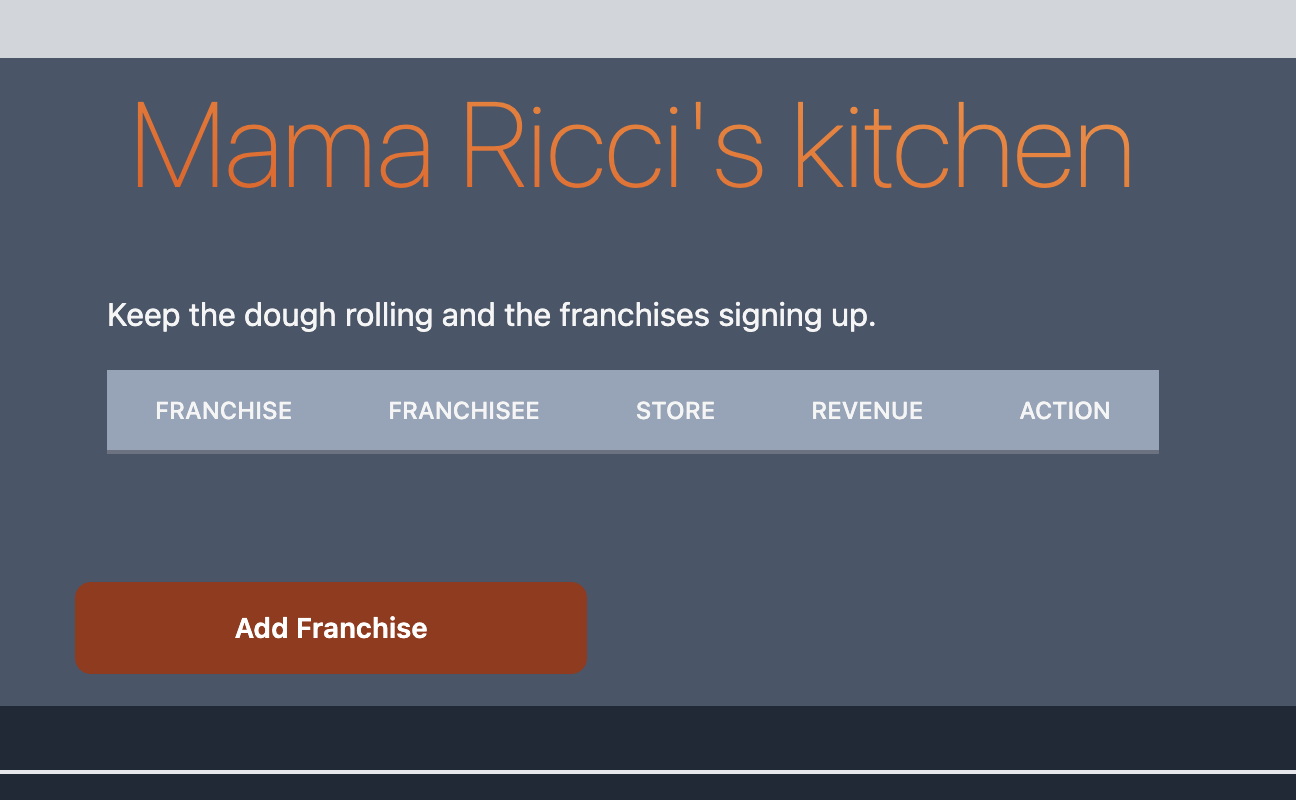 Mama Ricci's kitchen
Keep the dough rolling and the franchises signing up.
FRANCHISE FRANCHISEE STORE REVENUE ACTION
Add Franchise